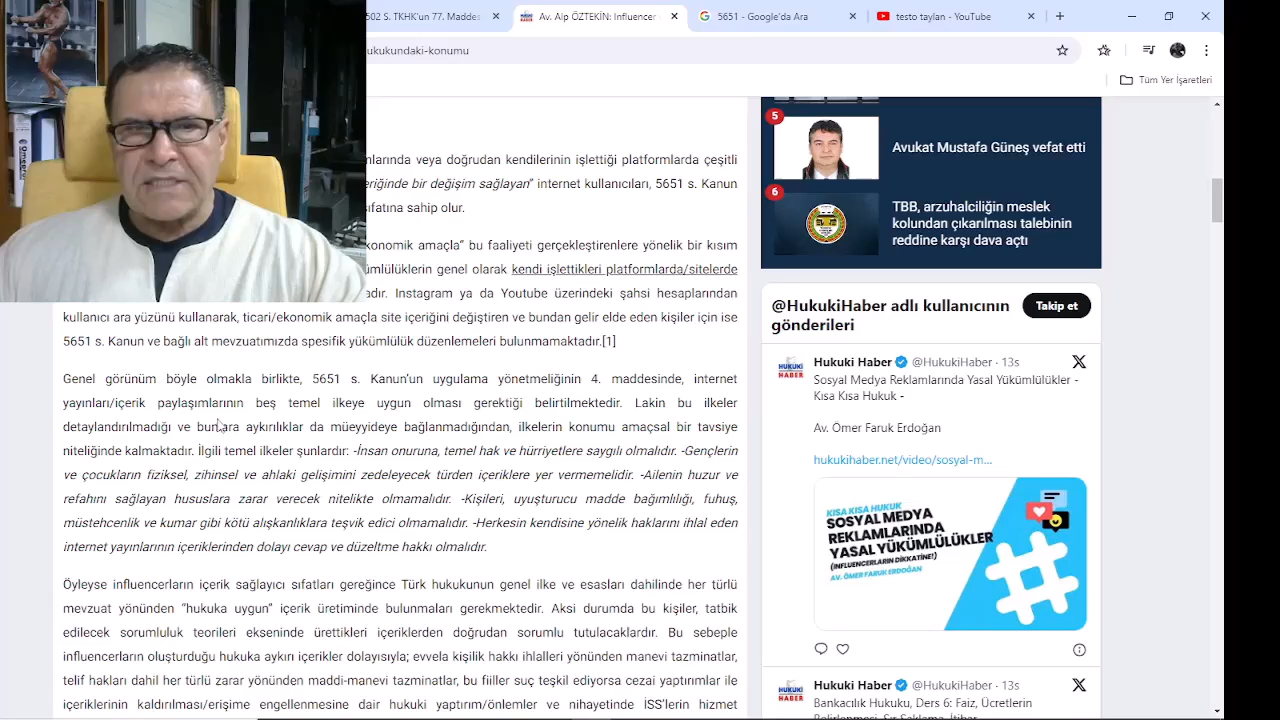 502 S. TKHK'un 77. Madd
Av. Alp ÖZTEKİN: Influencer
5651 - Google'da Ara
testo taylan - YouTube
ukukundaki-konumu
Tüm Yer İşaretleri
5
Avukat Mustafa Güneş vefat etti
6
TBB, arzuhalciliğin meslek
kolundan çıkarılması talebinin
reddine karşı dava açtı
veya doğrudan kendilerinin işlettiği platformlarda çeşitli
eriğinde bir değişim sağlayan" internet kullanıcıları, 5651 s. Kanun
sıfatına sahip olur.
konomik amaçla" bu faaliyeti gerçekleştirenlere yönelik bir kısım
genel olarak kendi işlettikleri platformlarda/sitelerde
Instagram ya da Youtube üzerindeki şahsi hesaplarından
kullanıcı ara yüzünü kullanarak, ticari/ekonomik amaçla site içeriğini değiştiren ve bundan gelir elde eden kişiler için ise
5651 s. Kanun ve bağlı alt mevzuatımızda spesifik yükümlülük düzenlemeleri bulunmamaktadır.[1]
Genel görünüm böyle olmakla birlikte, 5651 s. Kanun'un uygulama yönetmeliğinin 4. maddesinde, internet
yayınları/içerik paylaşımlarının beş temel ilkeye uygun olması gerektiği belirtilmektedir. Lakin bu ilkeler
detaylandırılmadığı ve bunlara aykırılıklar da müeyyideye bağlanmadığından, ilkelerin konumu amaçsal bir tavsiye
niteliğinde kalmaktadır. İlgili temel ilkeler şunlardır: -İnsan onuruna, temel hak ve hürriyetlere saygılı olmalıdır. -Gençlerin
ve çocukların fiziksel, zihinsel ve ahlaki gelişimini zedeleyecek türden içeriklere yer vermemelidir. -Ailenin huzur ve
refahını sağlayan hususlara zarar verecek nitelikte olmamalıdır. -Kişileri, uyuşturucu madde bağımlılığı, fuhuş,
müstehcenlik ve kumar gibi kötü alışkanlıklara teşvik edici olmamalıdır. -Herkesin kendisine yönelik haklarını ihlal eden
internet yayınlarının içeriklerinden dolayı cevap ve düzeltme hakkı olmalıdır.
Öyleyse influencerların içerik sağlayıcı sıfatları gereğince Türk hukukunun genel ilke ve esasları dahilinde her türlü
mevzuat yönünden "hukuka uygun" içerik üretiminde bulunmaları gerekmektedir. Aksi durumda bu kişiler, tatbik
edilecek sorumluluk teorileri ekseninde ürettikleri içeriklerden doğrudan sorumlu tutulacaklardır. Bu sebeple
influencerların oluşturduğu hukuka aykırı içerikler dolayısıyla; evvela kişilik hakkı ihlalleri yönünden manevi tazminatlar,
telif hakları dahil her türlü zarar yönünden maddi-manevi tazminatlar, bu fiiller suç teşkil ediyorsa cezai yaptırımlar ile
içeriklerin kaldırılması/erişime engellenmesine dair hukuki yaptırım/önlemler ve nihayetinde İSS'lerin hizmet
@HukukiHaber adlı kullanıcının
gönderileri
Takip et
Hukuki Haber @HukukiHaber · 13s
Sosyal Medya Reklamlarında Yasal Yükümlülükler -
Kısa Kısa Hukuk -
Av. Ömer Faruk Erdoğan
hukukihaber.net/video/sosyal-m...
KISA KISA HUKUK
SOSYAL MEDYA
REKLAMLARINDA
YASAL YÜKÜMLÜLÜKLER
(INFLUENCERLARIN DİKKATİNE!)
AV. ÖMER FARUK ERDOĞAN
Hukuki Haber @HukukiHaber · 13s
Bankacılık Hukuku, Ders 6: Faiz, Ücretlerin